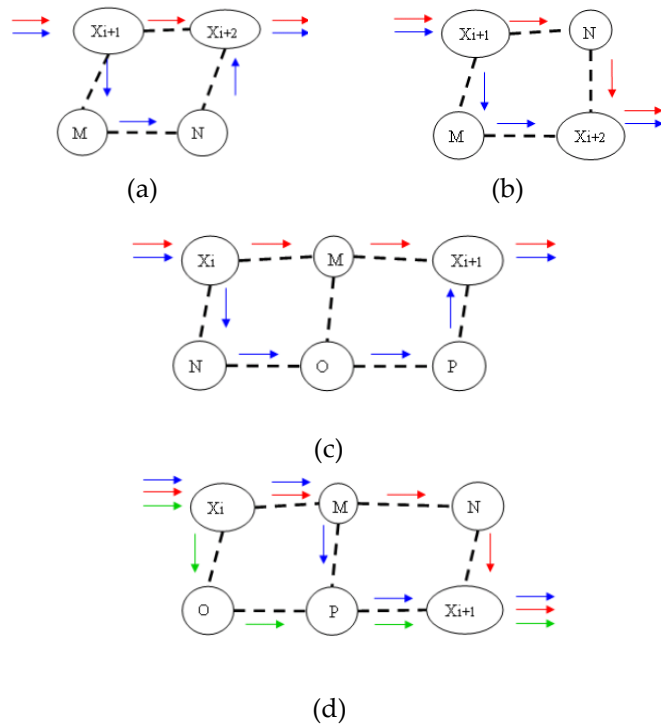 Xi+1 Xi+2
M N
(a)
Xi+1 N
M Xi+2
(b)
Xi M Xi+1
N O P
(c)
Xi M N
O P Xi+1
(d)